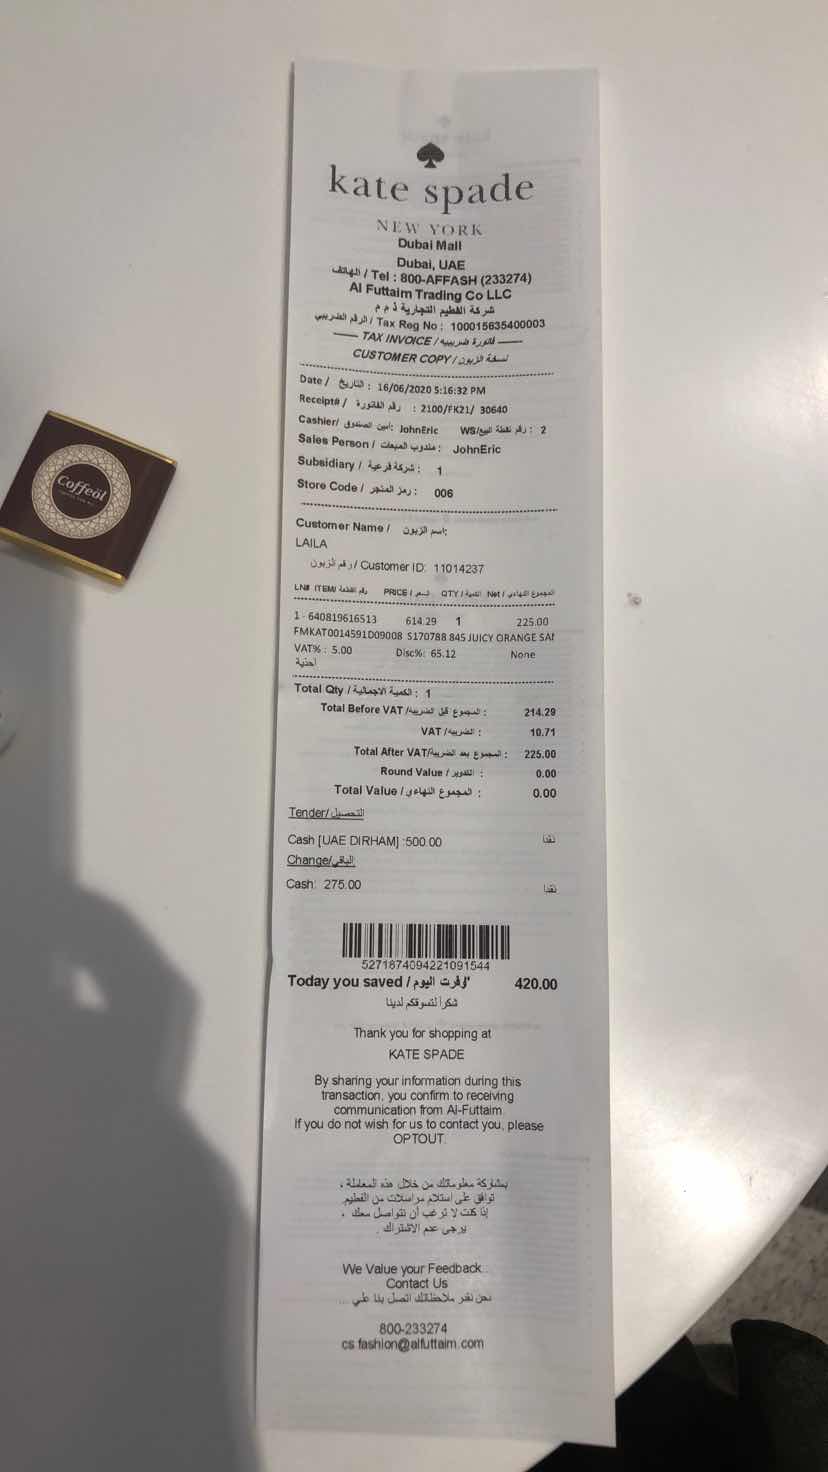 Coffeol
kate spade
NEW YORK
Dubai Mall
Dubai, UAE
الهاتف / Tel : 800-AFFASH (233274)
Al Futtaim Trading Co LLC
شركة الفطيم التجارية ذ م م
الرقم الضريبي / Tax Reg No : 100015635400003
TAX INVOICE / فاتورة ضريبية
CUSTOMER COPY / نسخة الزبون
Date / التاريخ : 16/06/2020 5:16:32 PM
Receipt# / رقم الفاتورة : 2100/FK21/ 30640
Cashier/ أمين الصندوق: JohnEric WS/رقم نقطة البيع : 2
Sales Person / مندوب المبيعات : JohnEric
Subsidiary / شركة فرعية : 1
Store Code / رمز المتجر : 006
Customer Name / اسم الزبون:
LAILA
رقم الزبون / Customer ID: 11014237
LN# ITEM/ رقم القطعة PRICE / السعر QTY / الكمية Net / المجموع النهائي
1 - 640819616513 614.29 1 225.00
FMKAT0014591D09008 S170788 845 JUICY ORANGE SAI
VAT% : 5.00 Disc%: 65.12 None
أحذية
Total Qty / الكمية الاجمالية : 1
Total Before VAT /المجموع قبل الضريبه : 214.29
VAT /الضريبه : 10.71
Total After VAT/المجموع بعد الضريبة : 225.00
Round Value / التدوير : 0.00
Total Value / المجموع النهاءي : 0.00
Tender/التحصيل
Cash [UAE DIRHAM] :500.00 نقدا
Change/الباقي
Cash: 275.00 نقدا
5271874094221091544
Today you saved / وفرت اليوم" 420.00
شكراً لتسوقكم لدينا
Thank you for shopping at
KATE SPADE
By sharing your information during this
transaction, you confirm to receiving
communication from Al-Futtaim.
If you do not wish for us to contact you, please
OPTOUT.
بمشاركة معلوماتك من خلال هذه المعاملة ،
توافق على استلام مراسلات من الفطيم.
إذا كنت لا ترغب أن نتواصل معك ،
يرجى عدم الاشتراك .
We Value your Feedback..
Contact Us
نحن نقدر ملاحظاتك اتصل بنا على ...
800-233274
cs.fashion@alfuttaim.com